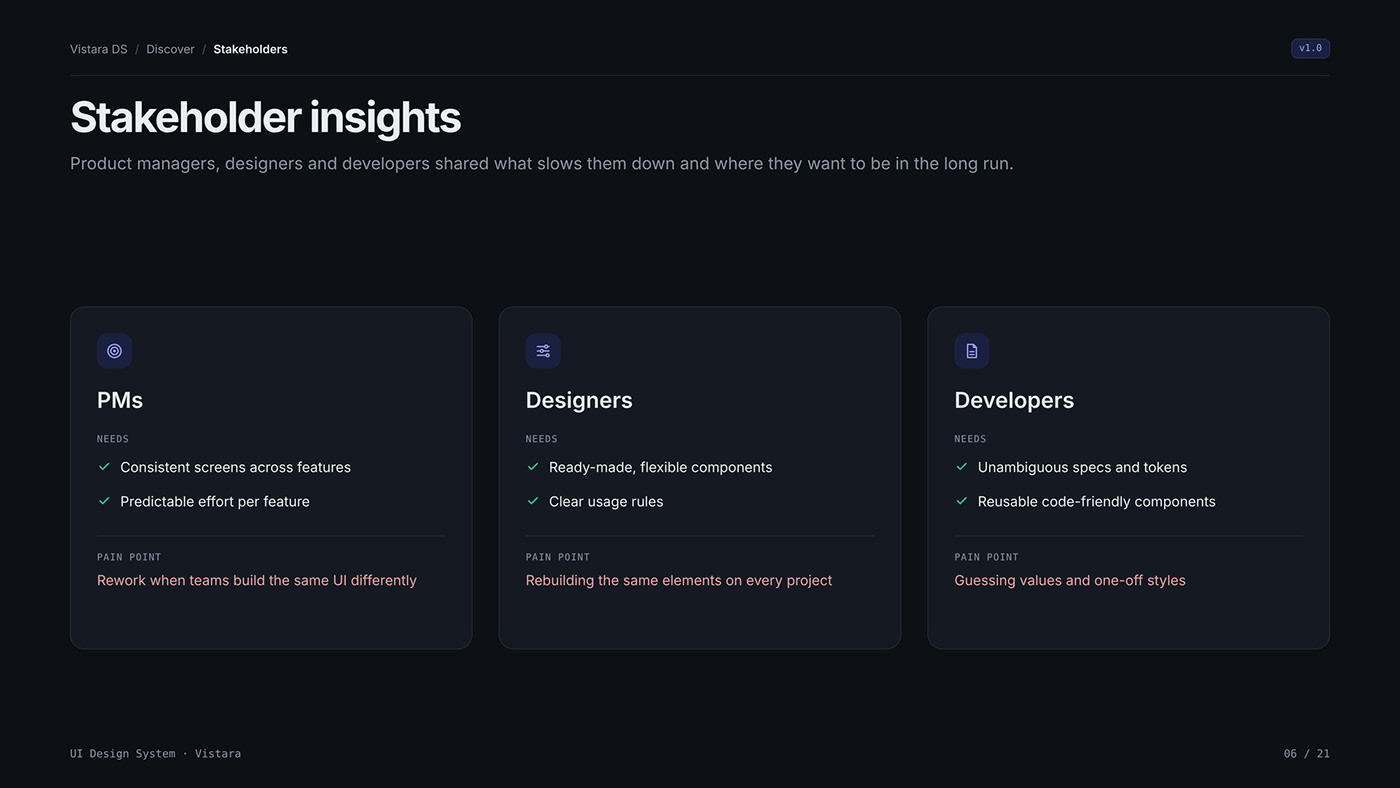 Vistara DS / Discover / Stakeholders
v1.0
Stakeholder insights
Product managers, designers and developers shared what slows them down and where they want to be in the long run.
PMs
NEEDS
Consistent screens across features
Predictable effort per feature
PAIN POINT
Rework when teams build the same UI differently
Designers
NEEDS
Ready-made, flexible components
Clear usage rules
PAIN POINT
Rebuilding the same elements on every project
Developers
NEEDS
Unambiguous specs and tokens
Reusable code-friendly components
PAIN POINT
Guessing values and one-off styles
UI Design System · Vistara
06 / 21